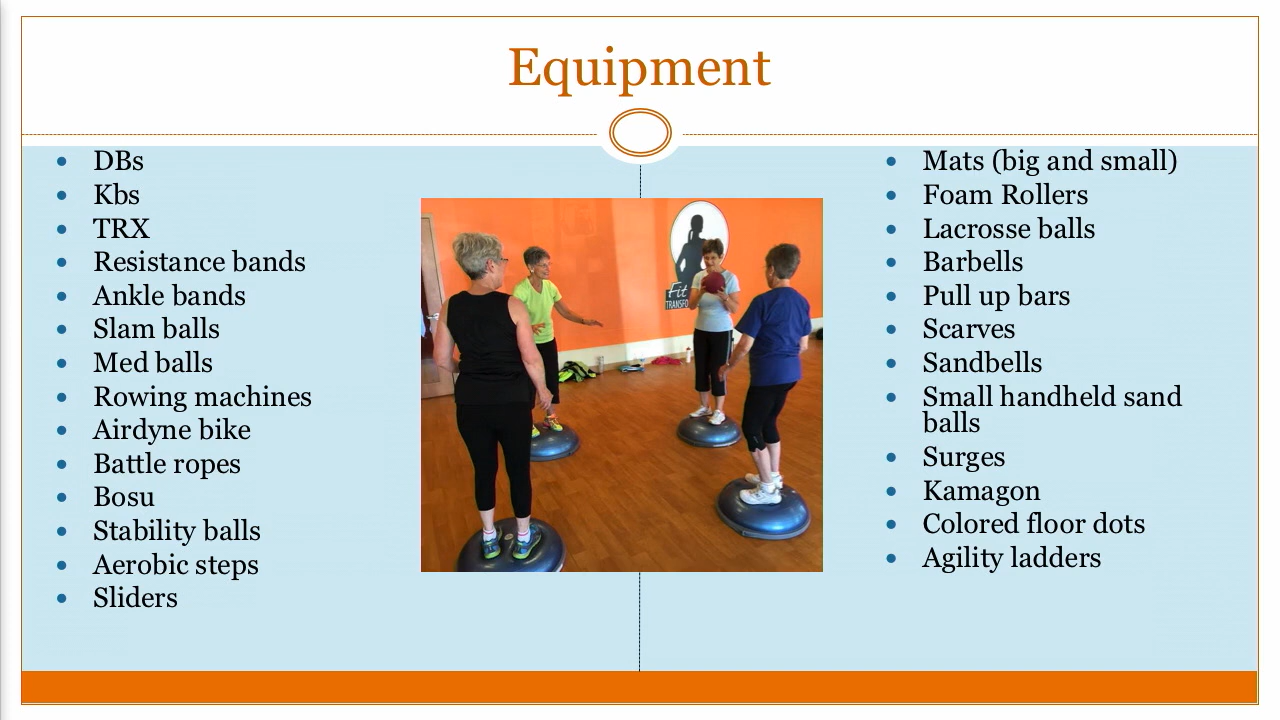 Equipment
DBs
Kbs
TRX
Resistance bands
Ankle bands
Slam balls
Med balls
Rowing machines
Airdyne bike
Battle ropes
Bosu
Stability balls
Aerobic steps
Sliders
Fit
TRANSFO
Mats (big and small)
Foam Rollers
Lacrosse balls
Barbells
Pull up bars
Scarves
Sandbells
Small handheld sand
balls
Surges
Kamagon
Colored floor dots
Agility ladders